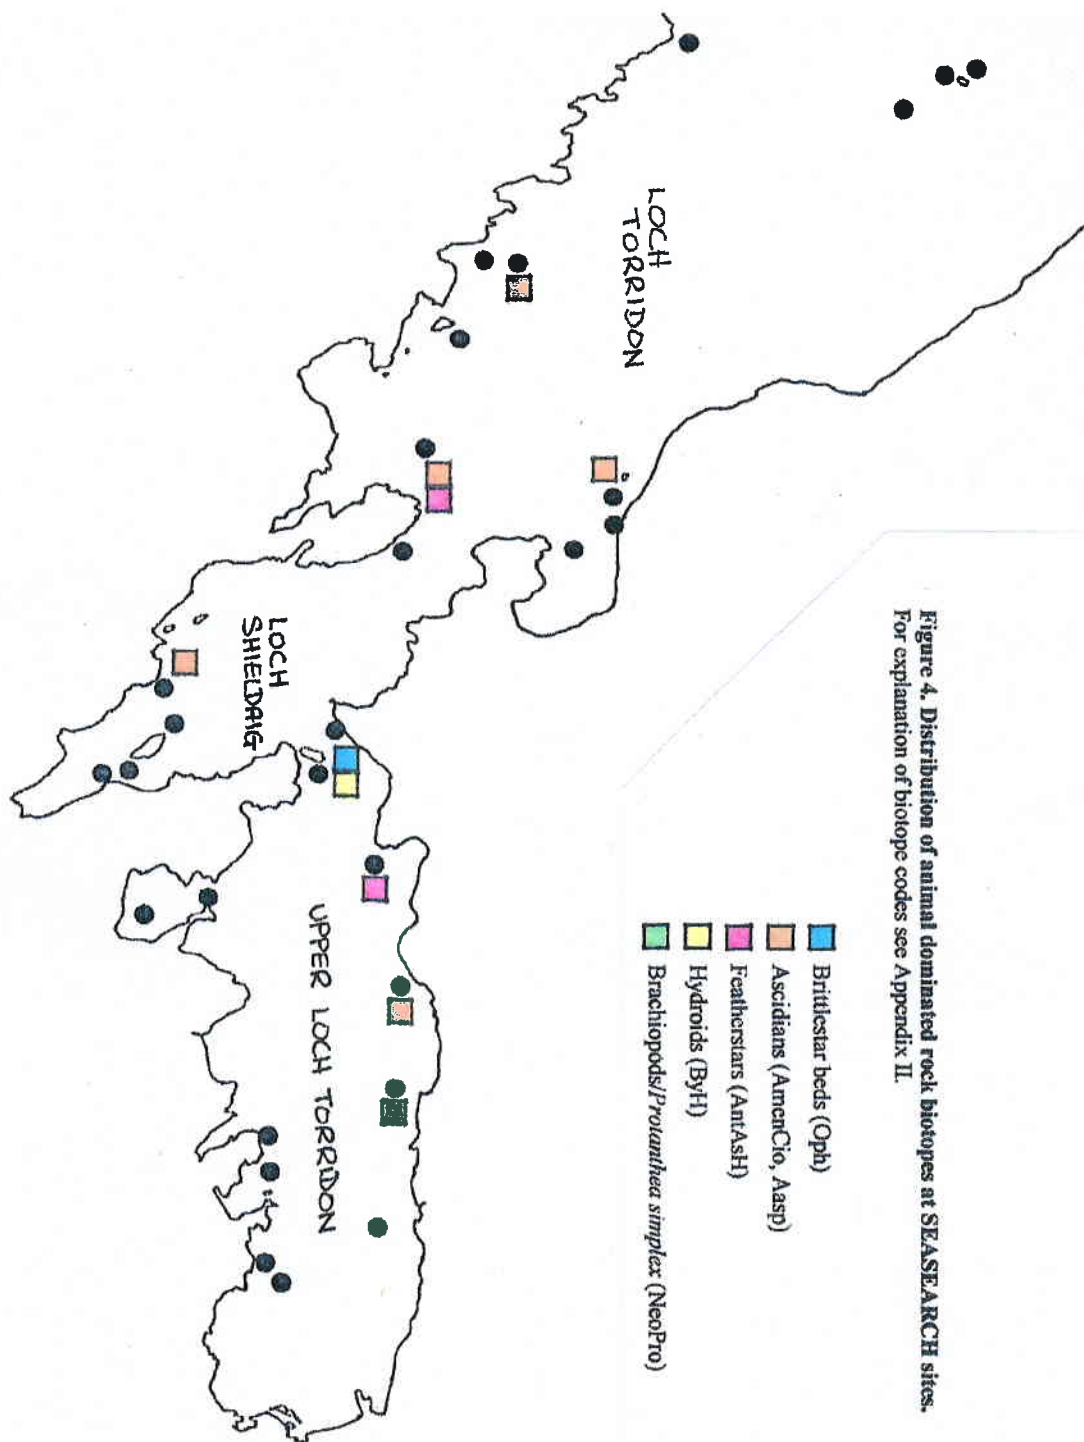 Figure 4. Distribution of animal dominated rock biotopes at SEASEARCH sites.
For explanation of biotope codes see Appendix II.
Brittlestar beds (Oph)
Ascidians (AmenCio, Aasp)
Featherstars (AntAsH)
Hydroids (ByH)
Brachiopods/Protanthea simplex (NeoPro)
LOCH
TORRIDON
LOCH
SHIELDAIG
UPPER LOCH TORRIDON